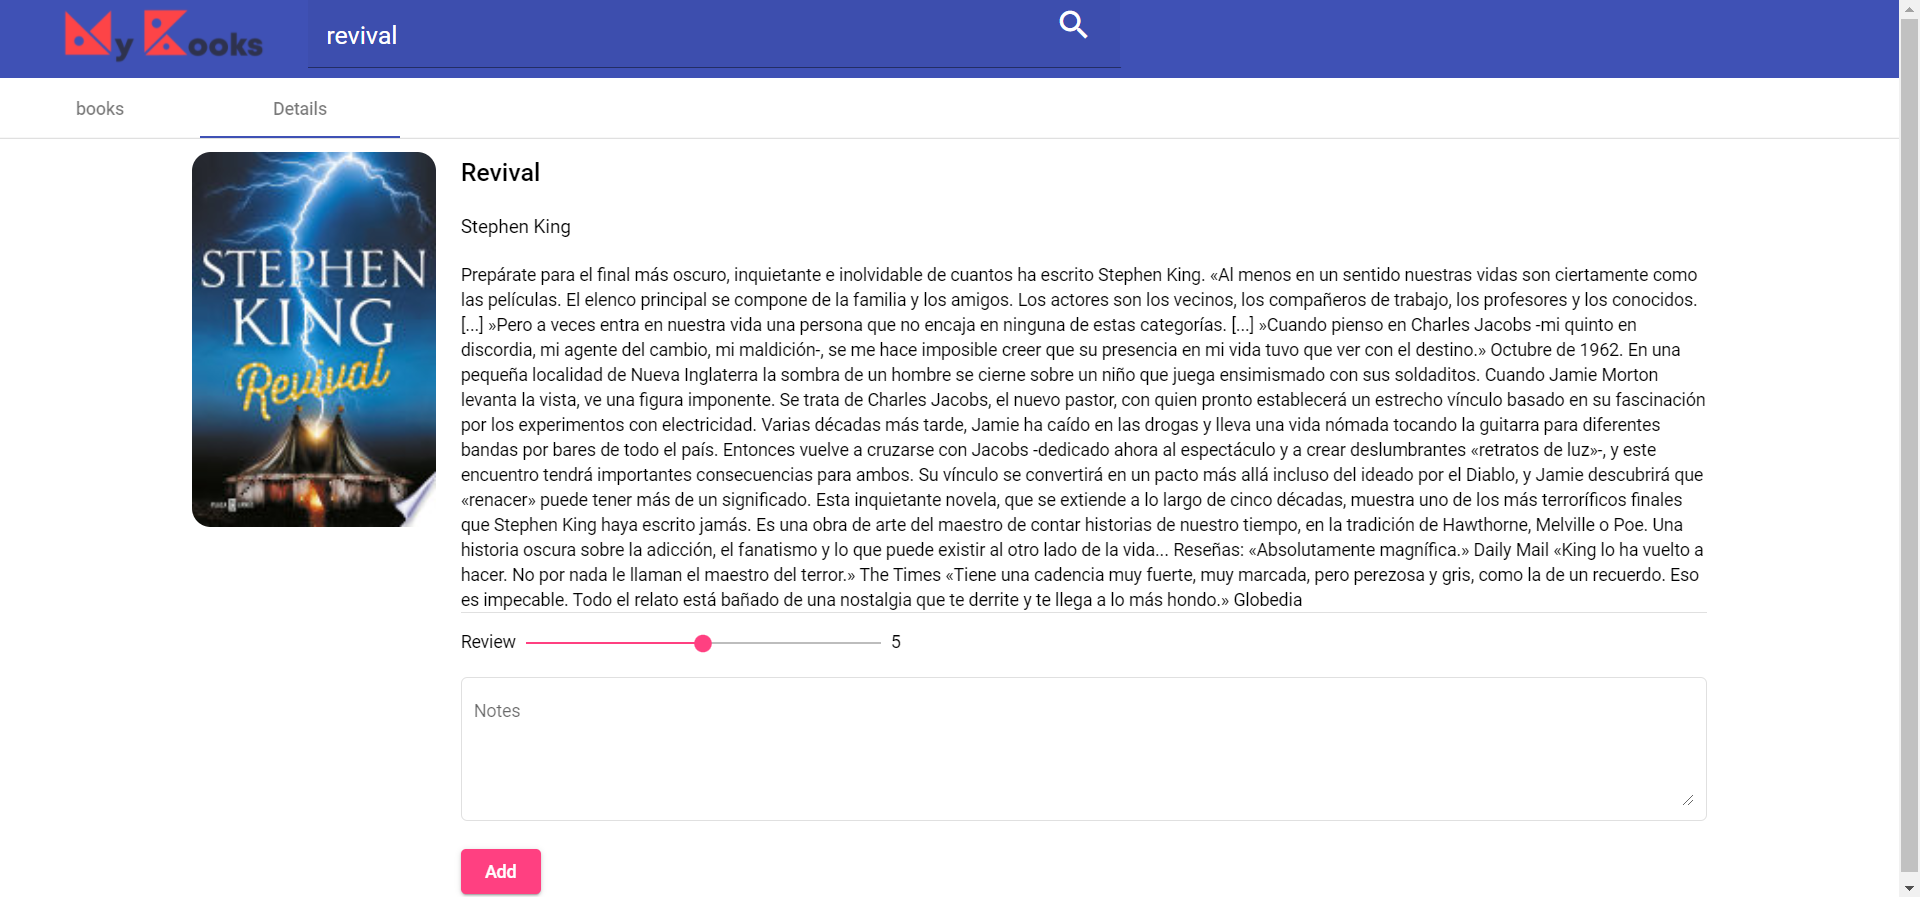 My Books
revival
books
Details
STEPHEN
KING
Revival
Revival
Stephen King
Prepárate para el final más oscuro, inquietante e inolvidable de cuantos ha escrito Stephen King. «Al menos en un sentido nuestras vidas son ciertamente como
las películas. El elenco principal se compone de la familia y los amigos. Los actores son los vecinos, los compañeros de trabajo, los profesores y los conocidos.
[...] »Pero a veces entra en nuestra vida una persona que no encaja en ninguna de estas categorías. [...] »Cuando pienso en Charles Jacobs -mi quinto en
discordia, mi agente del cambio, mi maldición-, se me hace imposible creer que su presencia en mi vida tuvo que ver con el destino.» Octubre de 1962. En una
pequeña localidad de Nueva Inglaterra la sombra de un hombre se cierne sobre un niño que juega ensimismado con sus soldaditos. Cuando Jamie Morton
levanta la vista, ve una figura imponente. Se trata de Charles Jacobs, el nuevo pastor, con quien pronto establecerá un estrecho vínculo basado en su fascinación
por los experimentos con electricidad. Varias décadas más tarde, Jamie ha caído en las drogas y lleva una vida nómada tocando la guitarra para diferentes
bandas por bares de todo el país. Entonces vuelve a cruzarse con Jacobs -dedicado ahora al espectáculo y a crear deslumbrantes «retratos de luz»-, y este
encuentro tendrá importantes consecuencias para ambos. Su vínculo se convertirá en un pacto más allá incluso del ideado por el Diablo, y Jamie descubrirá que
«renacer» puede tener más de un significado. Esta inquietante novela, que se extiende a lo largo de cinco décadas, muestra uno de los más terroríficos finales
que Stephen King haya escrito jamás. Es una obra de arte del maestro de contar historias de nuestro tiempo, en la tradición de Hawthorne, Melville o Poe. Una
historia oscura sobre la adicción, el fanatismo y lo que puede existir al otro lado de la vida... Reseñas: «Absolutamente magnífica.» Daily Mail «King lo ha vuelto a
hacer. No por nada le llaman el maestro del terror.» The Times «Tiene una cadencia muy fuerte, muy marcada, pero perezosa y gris, como la de un recuerdo. Eso
es impecable. Todo el relato está bañado de una nostalgia que te derrite y te llega a lo más hondo.» Globedia
Review
5
Notes
Add